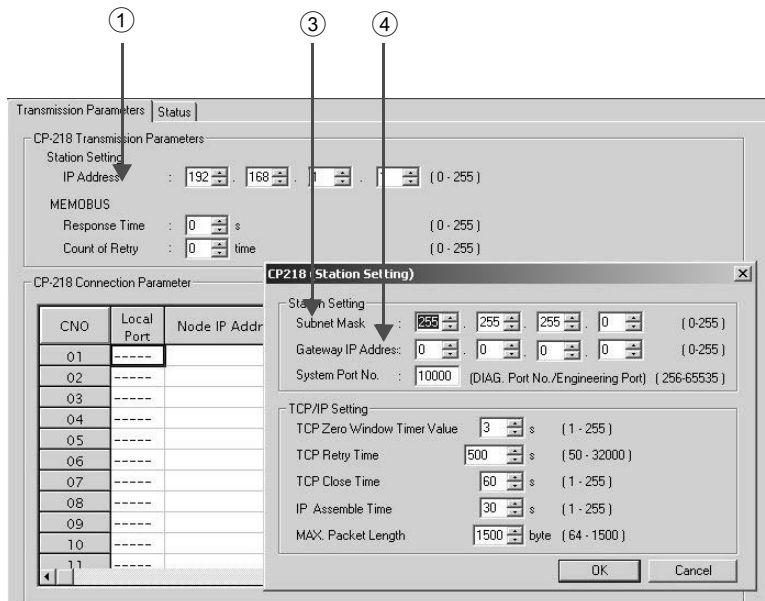 ① ③ ④
Transmission Parameters Status
CP-218 Transmission Parameters
Station Setting
IP Address : 192 . 168 . 1 . 1 ( 0 - 255 )
MEMOBUS
Response Time : 0 s ( 0 - 255 )
Count of Retry : 0 time ( 0 - 255 )
CP-218 Connection Parameter
CNO Local Port Node IP Addr
01 -----
02 -----
03 -----
04 -----
05 -----
06 -----
07 -----
08 -----
09 -----
10 -----
11 -----
CP218 (Station Setting)
Station Setting
Subnet Mask : 255 . 255 . 255 . 0 ( 0-255 )
Gateway IP Addres: 0 . 0 . 0 . 0 ( 0-255 )
System Port No. : 10000 (DIAG. Port No./Engineering Port) ( 256-65535 )
TCP/IP Setting
TCP Zero Window Timer Value 3 s ( 1 - 255 )
TCP Retry Time 500 s ( 50 - 32000 )
TCP Close Time 60 s ( 1 - 255 )
IP Assemble Time 30 s ( 1 - 255 )
MAX. Packet Length 1500 byte ( 64 - 1500 )
OK Cancel